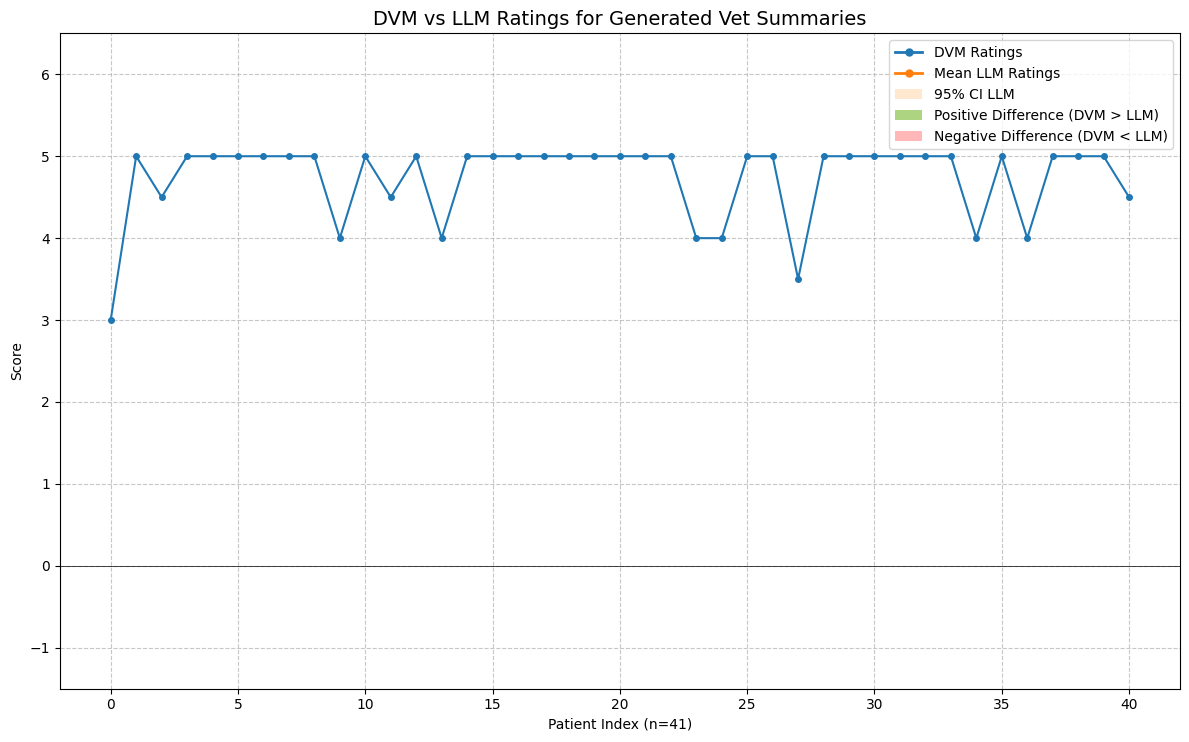 DVM vs LLM Ratings for Generated Vet Summaries
DVM Ratings
Mean LLM Ratings
95% CI LLM
Positive Difference (DVM > LLM)
Negative Difference (DVM < LLM)
6
5
4
3
2
1
0
−1
Score
0 5 10 15 20 25 30 35 40
Patient Index (n=41)